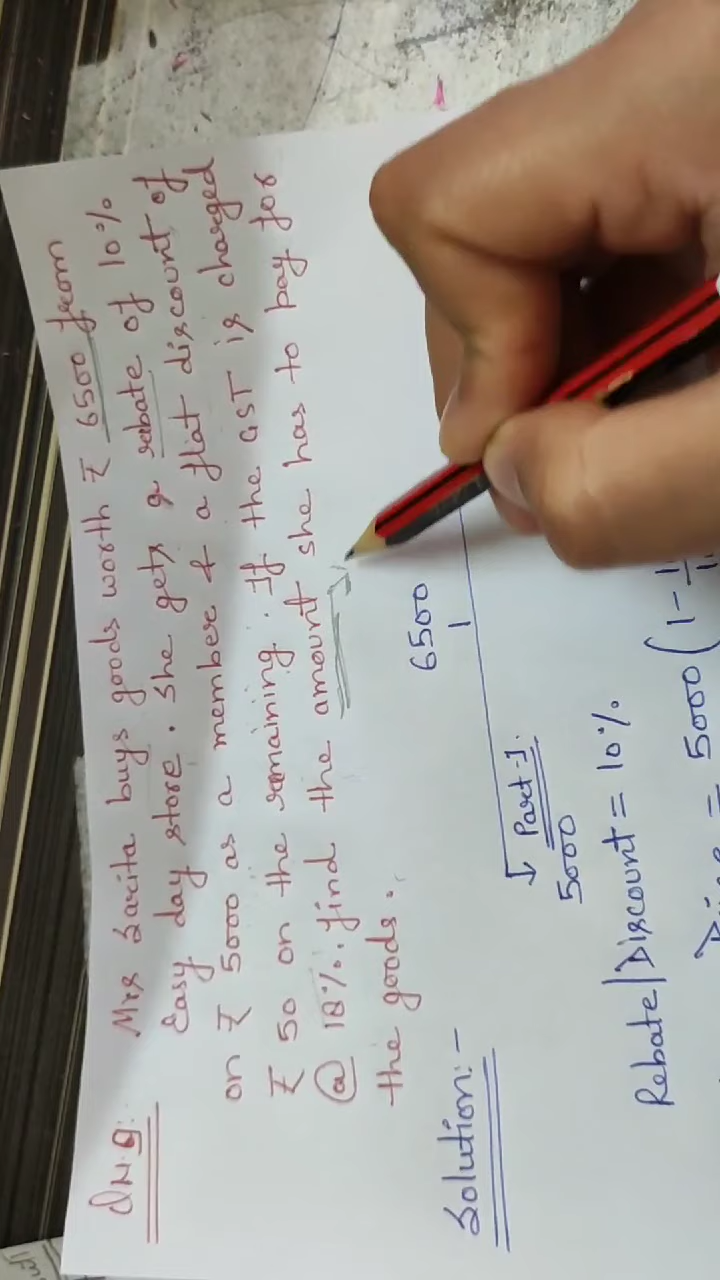 Q.N.9:- Mrs Sarita buys goods worth ₹ 6500 from
Easy day store. She gets a rebate of 10%
on ₹ 5000 as a member & a flat discount of
₹ 50 on the remaining. If the GST is charged
@ 18%. find the amount she has to pay for
the goods.
Solution:-
6500
Part-1.
5000
Rebate/Discount = 10%
= 5000 (1 -